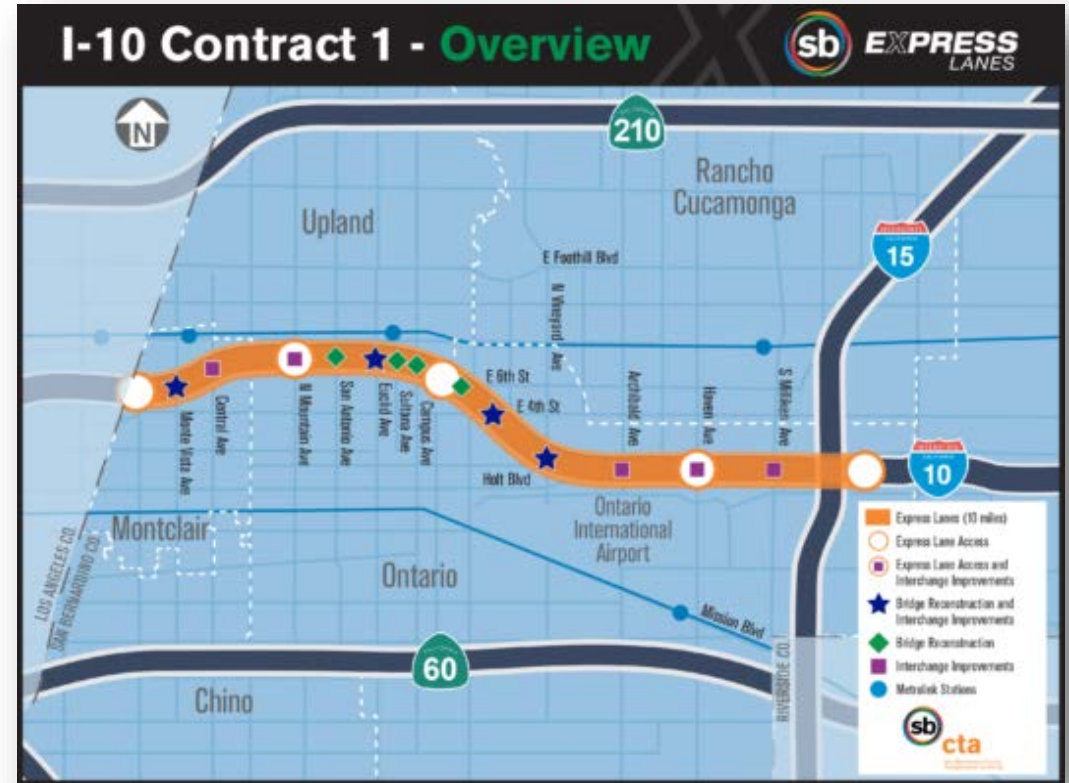 I-10 Contract 1 - Overview
sb EXPRESS
LANES
N
210
Rancho
Cucamonga
Upland
15
E Foothill Blvd
N Vineyard Ave
E 6th St
E 4th St
Monte Vista Ave
Central Ave
N Mountain Ave
San Antonio Ave
Euclid Ave
Sultana Ave
Campus Ave
Archibald Ave
Haven Ave
S Milliken Ave
Holt Blvd
10
Montclair
Ontario
International
Airport
Ontario
LOS ANGELES CO.
SAN BERNARDINO CO.
Mission Blvd
RIVERSIDE CO.
60
Chino
Express Lanes (10 miles)
Express Lane Access
Express Lane Access and
Interchange Improvements
Bridge Reconstruction and
Interchange Improvements
Bridge Reconstruction
Interchange Improvements
Metrolink Stations
sb
cta